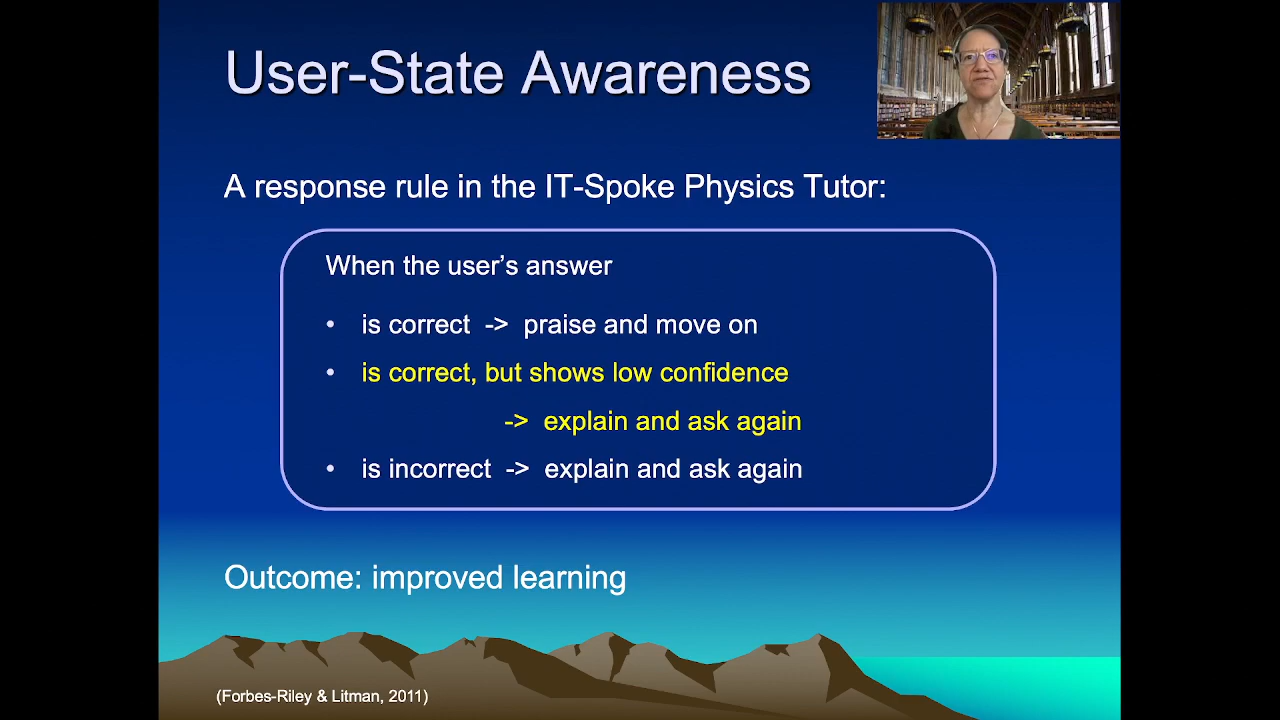 User-State Awareness
A response rule in the IT-Spoke Physics Tutor:
When the user’s answer
• is correct -> praise and move on
• is correct, but shows low confidence
-> explain and ask again
• is incorrect -> explain and ask again
Outcome: improved learning
(Forbes-Riley & Litman, 2011)